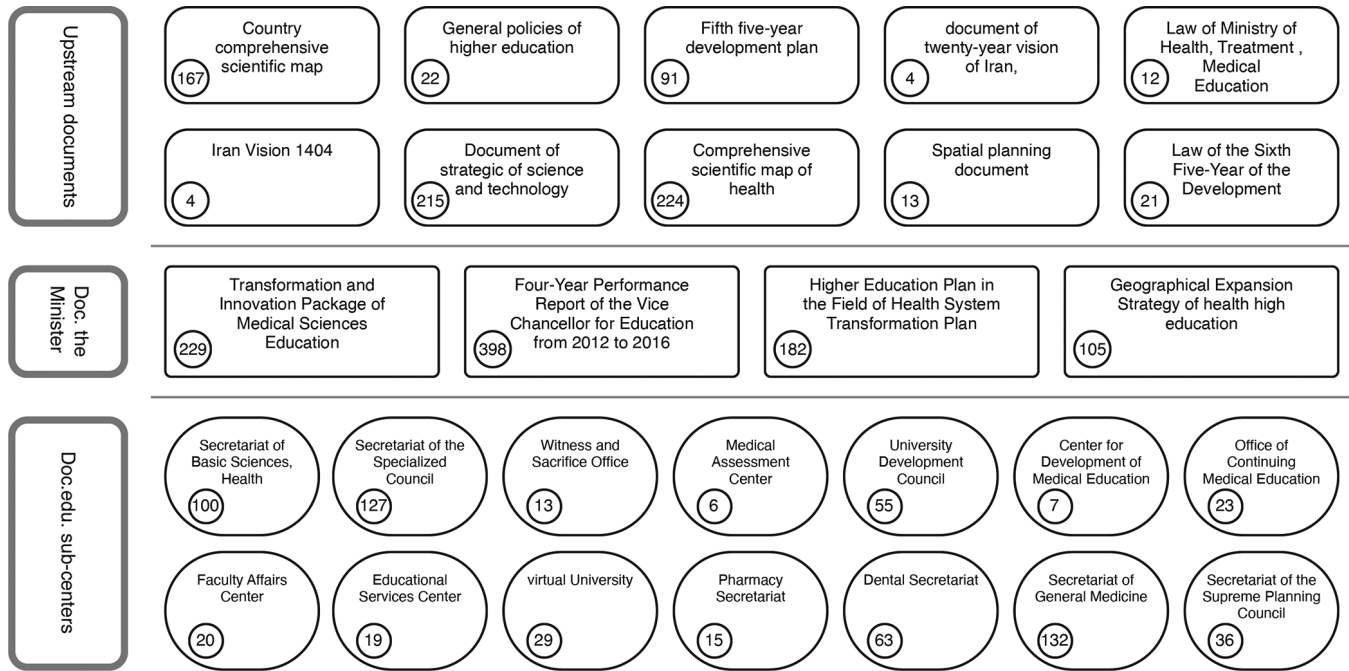 Upstream documents
Country
comprehensive
scientific map
167
General policies of
higher education
22
Fifth five-year
development plan
91
document of
twenty-year vision
of Iran,
4
Law of Ministry of
Health, Treatment ,
Medical
Education
12
Iran Vision 1404
4
Document of
strategic of science
and technology
215
Comprehensive
scientific map of
health
224
Spatial planning
document
13
Law of the Sixth
Five-Year of the
Development
21
Doc. the
Minister
Transformation and
Innovation Package of
Medical Sciences
Education
229
Four-Year Performance
Report of the Vice
Chancellor for Education
from 2012 to 2016
398
Higher Education Plan in
the Field of Health System
Transformation Plan
182
Geographical Expansion
Strategy of health high
education
105
Doc.edu. sub-centers
Secretariat of
Basic Sciences,
Health
100
Secretariat of the
Specialized
Council
127
Witness and
Sacrifice Office
13
Medical
Assessment
Center
6
University
Development
Council
55
Center for
Development of
Medical Education
7
Office of
Continuing
Medical Education
23
Faculty Affairs
Center
20
Educational
Services Center
19
virtual University
29
Pharmacy
Secretariat
15
Dental Secretariat
63
Secretariat of
General Medicine
132
Secretariat of the
Supreme Planning
Council
36